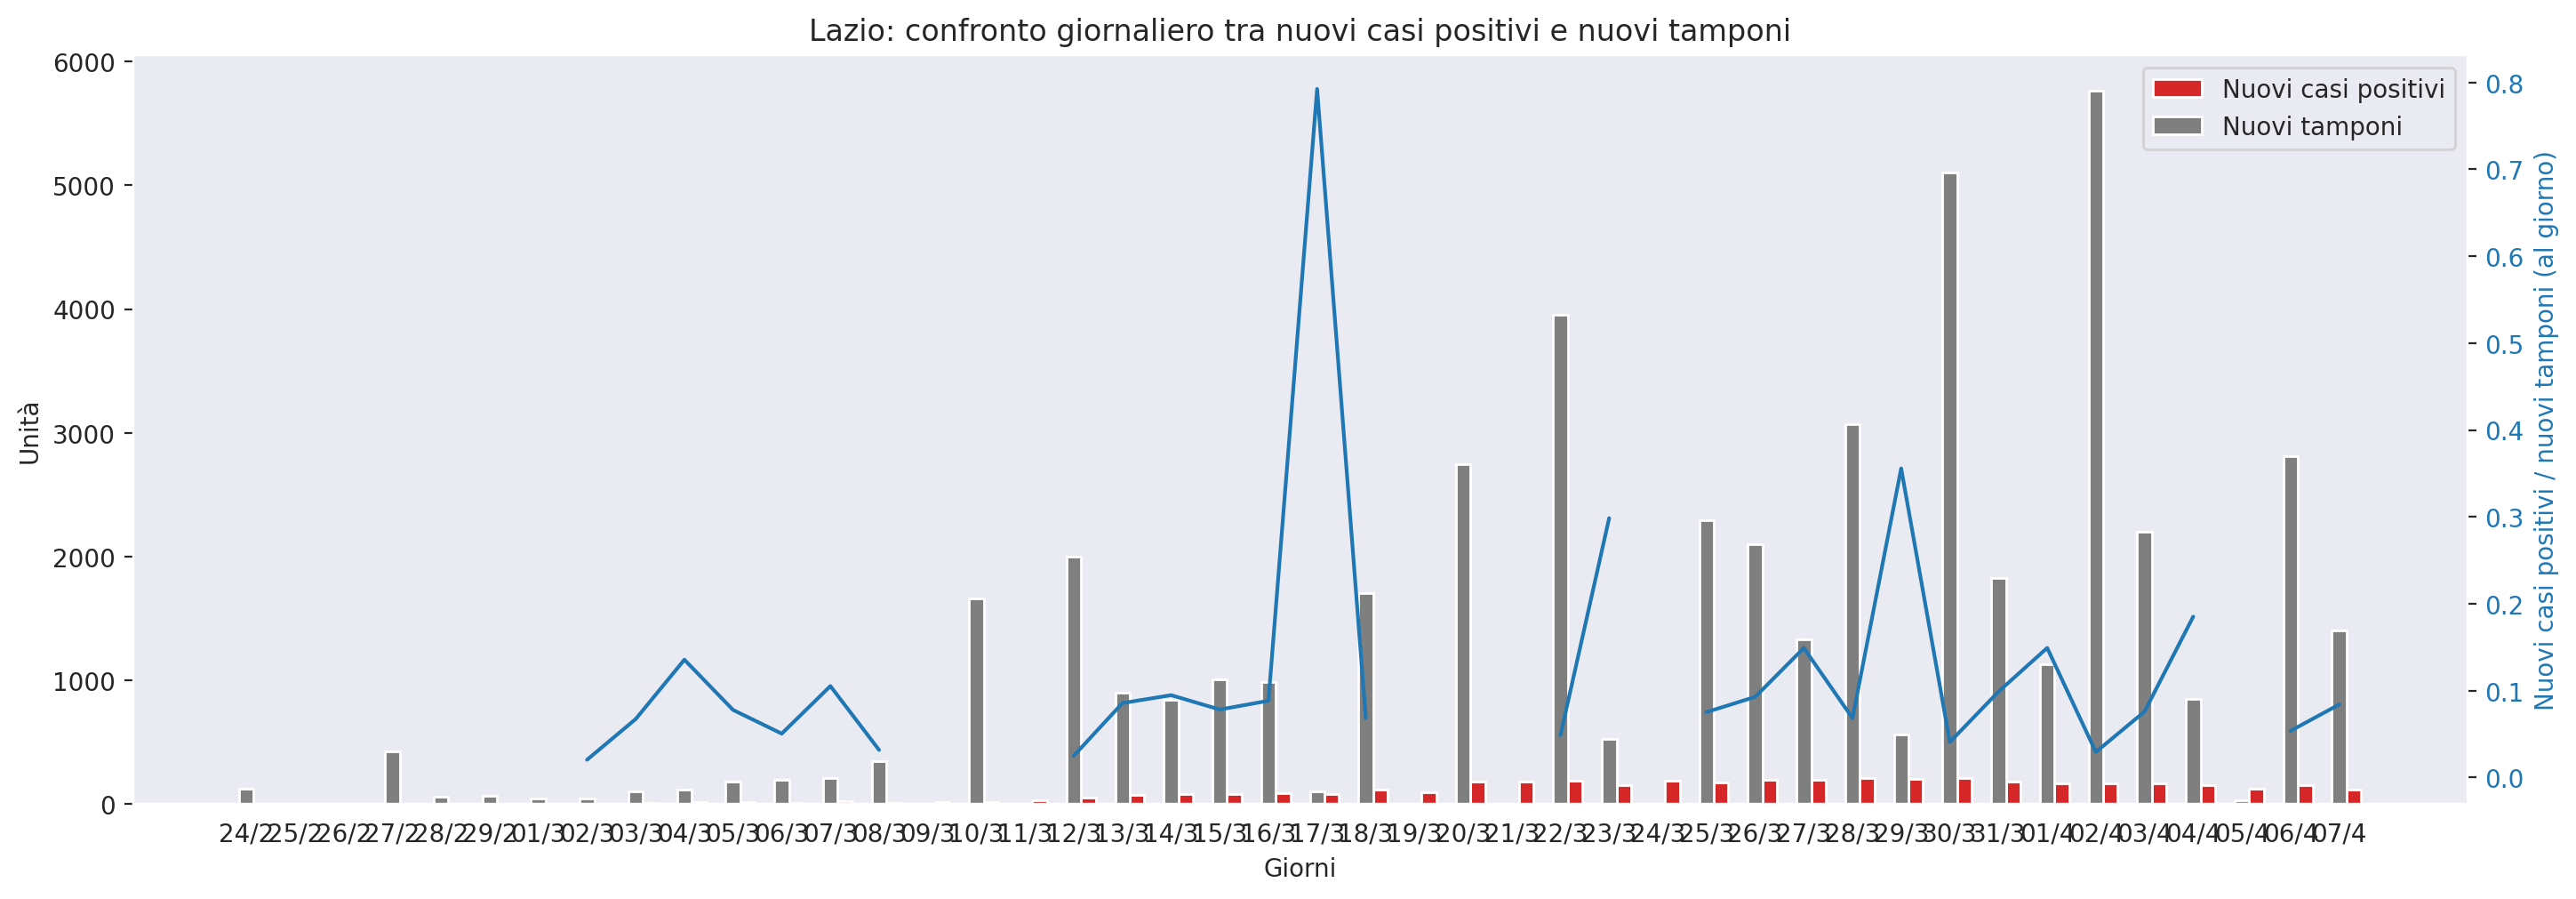 Lazio: confronto giornaliero tra nuovi casi positivi e nuovi tamponi
Nuovi casi positivi
Nuovi tamponi
Unità
6000
5000
4000
3000
2000
1000
0
0.8
0.7
0.6
0.5
0.4
0.3
0.2
0.1
0.0
Nuovi casi positivi / nuovi tamponi (al giorno)
24/2 25/2 26/2 27/2 28/2 29/2 01/3 02/3 03/3 04/3 05/3 06/3 07/3 08/3 09/3 10/3 11/3 12/3 13/3 14/3 15/3 16/3 17/3 18/3 19/3 20/3 21/3 22/3 23/3 24/3 25/3 26/3 27/3 28/3 29/3 30/3 31/3 01/4 02/4 03/4 04/4 05/4 06/4 07/4
Giorni